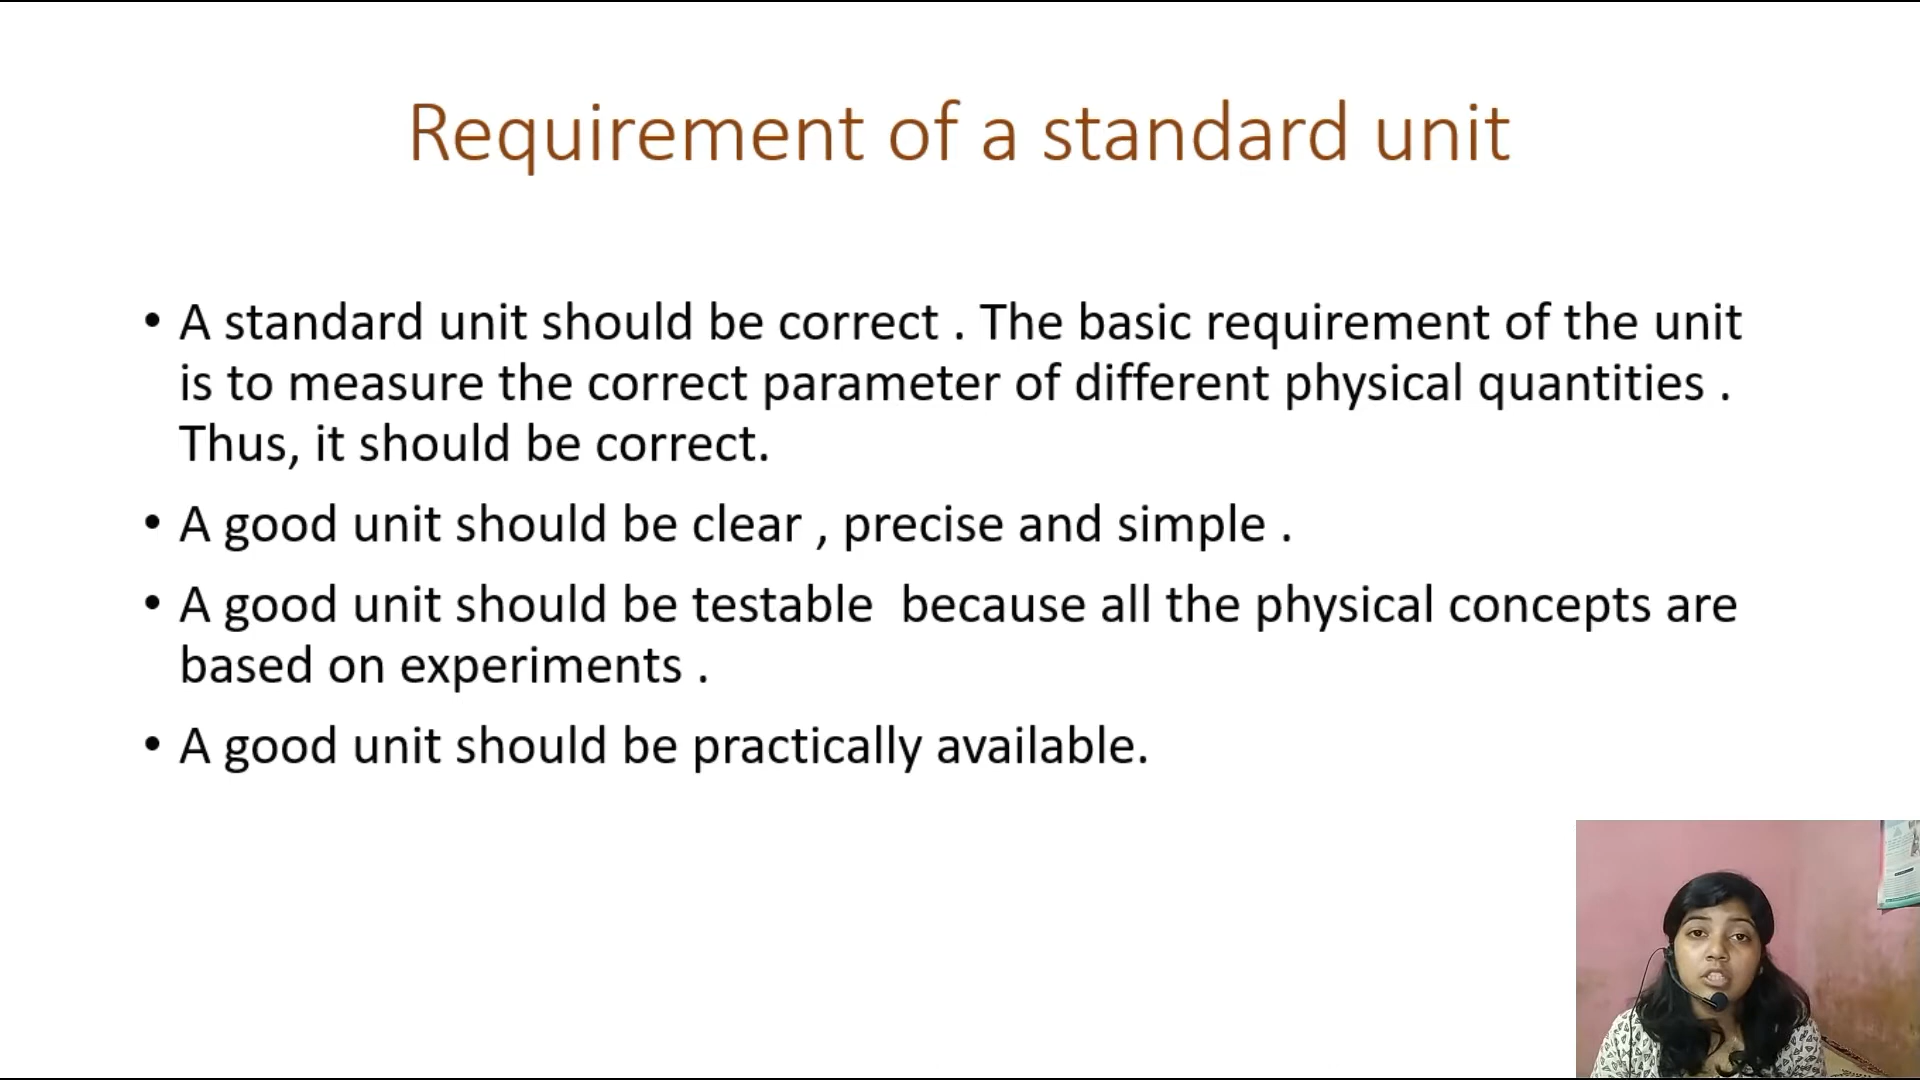 Requirement of a standard unit
• A standard unit should be correct . The basic requirement of the unit
is to measure the correct parameter of different physical quantities .
Thus, it should be correct.
• A good unit should be clear , precise and simple .
• A good unit should be testable  because all the physical concepts are
based on experiments .
• A good unit should be practically available.